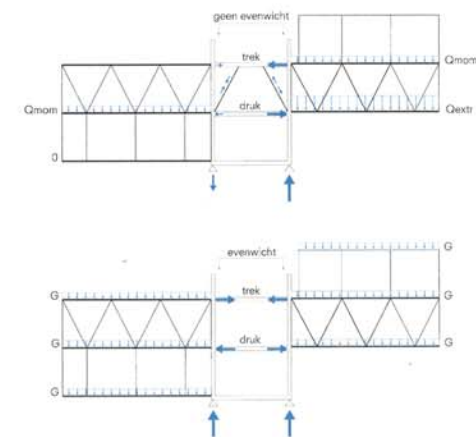 geen evenwicht
trek
Qmom
Qmom
druk
Qextr
0
evenwicht
G
G
trek
G
G
druk
G
G